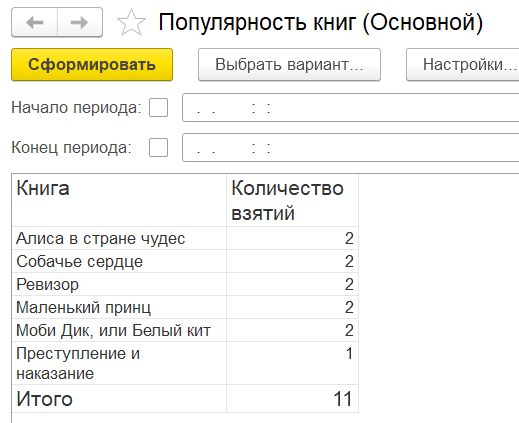 Популярность книг (Основной)
Сформировать
Выбрать вариант...
Настройки...
Начало периода: . . : :
Конец периода: . . : :
Книга Количество
взятий
Алиса в стране чудес 2
Собачье сердце 2
Ревизор 2
Маленький принц 2
Моби Дик, или Белый кит 2
Преступление и 1
наказание
Итого 11